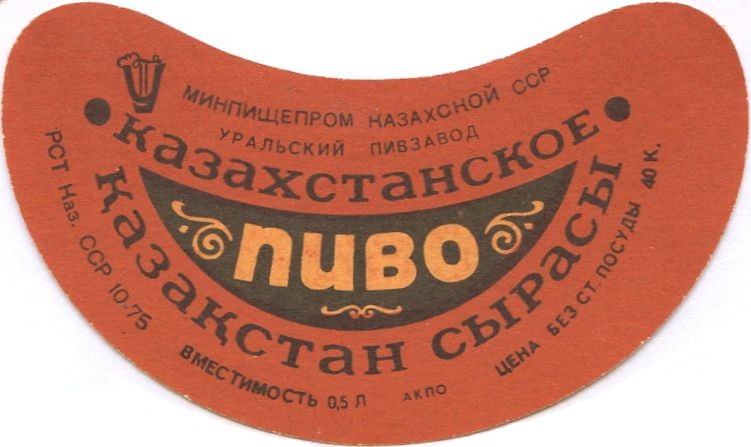 МИНПИЩЕПРОМ КАЗАХСКОЙ ССР
УРАЛЬСКИЙ ПИВЗАВОД
казахстанское
пиво
қазақстан сырасы
РСТ Каз. ССР 10-75
ВМЕСТИМОСТЬ 0,5 Л
АКПО
ЦЕНА БЕЗ СТ. ПОСУДЫ 40 К.